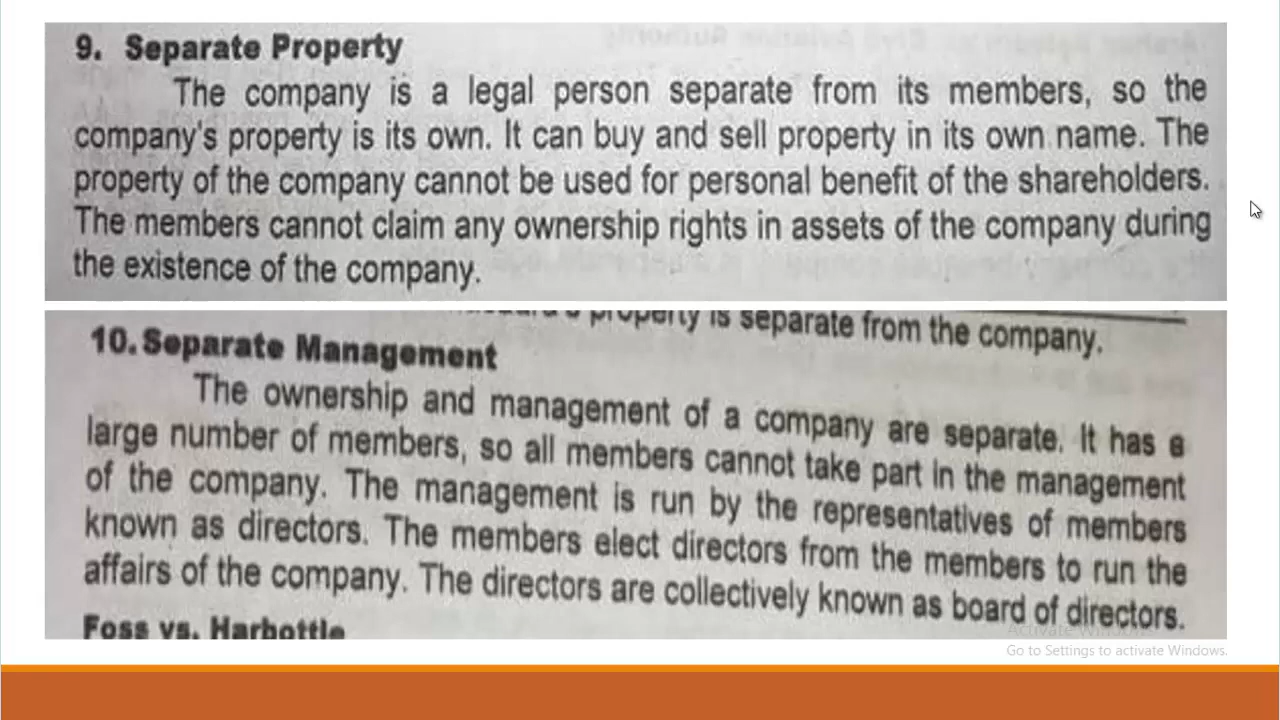 9. Separate Property
The company is a legal person separate from its members, so the
company's property is its own. It can buy and sell property in its own name. The
property of the company cannot be used for personal benefit of the shareholders.
The members cannot claim any ownership rights in assets of the company during
the existence of the company.
property is separate from the company.
10. Separate Management
The ownership and management of a company are separate. It has a
large number of members, so all members cannot take part in the management
of the company. The management is run by the representatives of members
known as directors. The members elect directors from the members to run the
affairs of the company. The directors are collectively known as board of directors.
Foss vs. Harbottle
Activate Windows
Go to Settings to activate Windows.